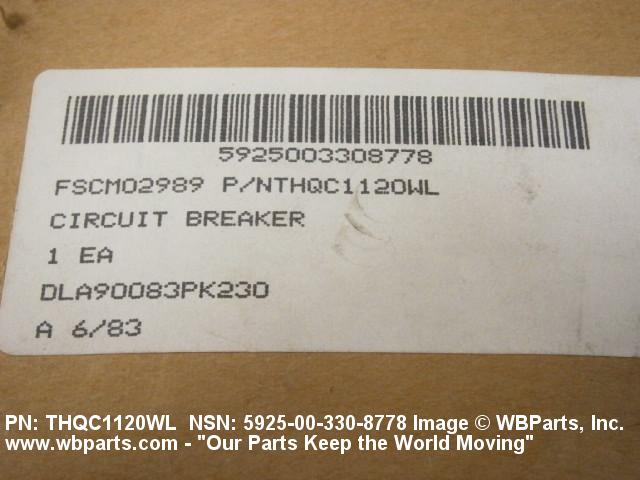 5925003308778
FSCM02989 P/NTHQC1120WL
CIRCUIT BREAKER
1 EA
DLA90083PK230
A 6/83
PN: THQC1120WL NSN: 5925-00-330-8778 Image © WBParts, Inc.
www.wbparts.com - "Our Parts Keep the World Moving"